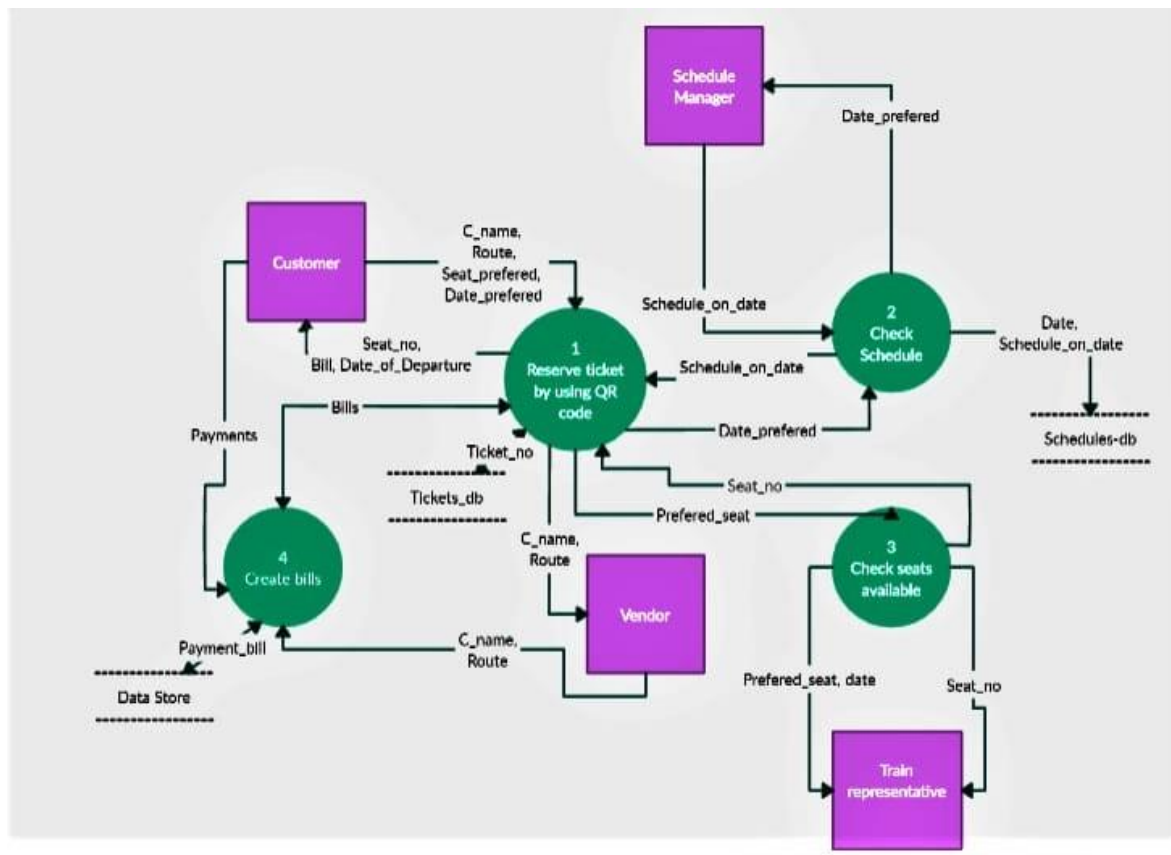 Schedule
Manager
Date_prefered
C_name,
Route,
Seat_prefered,
Date_prefered
Customer
Schedule_on_date
2
Check
Schedule
Date,
Schedule_on_date
Seat_no,
Bill, Date_of_Departure
1
Reserve ticket
by using QR
code
Schedule_on_date
Bills
Payments
Date_prefered
Schedules-db
Ticket_no
Tickets_db
Seat_no
Prefered_seat
C_name,
Route
4
Create bills
3
Check seats
available
Vendor
Payment_bill
C_name,
Route
Data Store
Prefered_seat, date
Seat_no
Train
representative